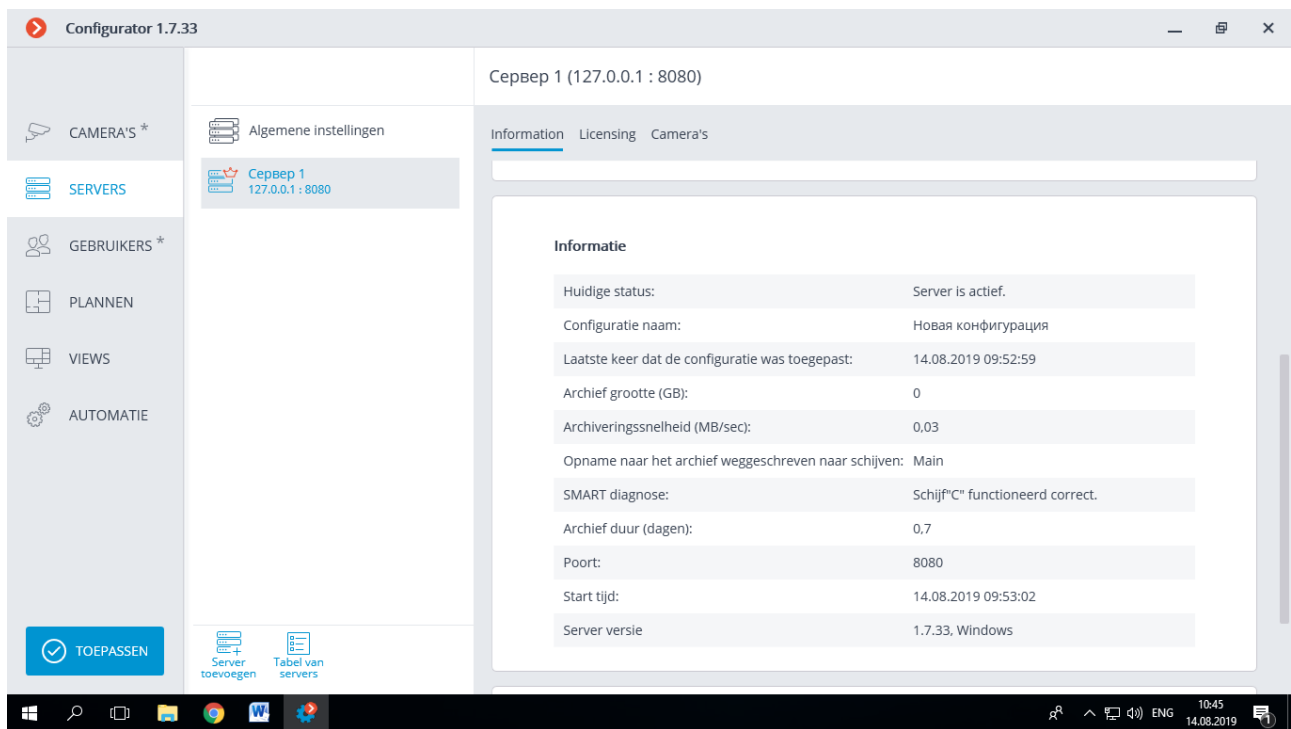 Configurator 1.7.33
Сервер 1 (127.0.0.1 : 8080)
CAMERA'S *
SERVERS
GEBRUIKERS *
PLANNEN
VIEWS
AUTOMATIE
TOEPASSEN
Algemene instellingen
Сервер 1
127.0.0.1 : 8080
Server toevoegen
Tabel van servers
Information Licensing Camera's
Informatie
Huidige status: Server is actief.
Configuratie naam: Новая конфигурация
Laatste keer dat de configuratie was toegepast: 14.08.2019 09:52:59
Archief grootte (GB): 0
Archiveringssnelheid (MB/sec): 0,03
Opname naar het archief weggeschreven naar schijven: Main
SMART diagnose: Schijf"C" functioneerd correct.
Archief duur (dagen): 0,7
Poort: 8080
Start tijd: 14.08.2019 09:53:02
Server versie 1.7.33, Windows
ENG
10:45
14.08.2019
1